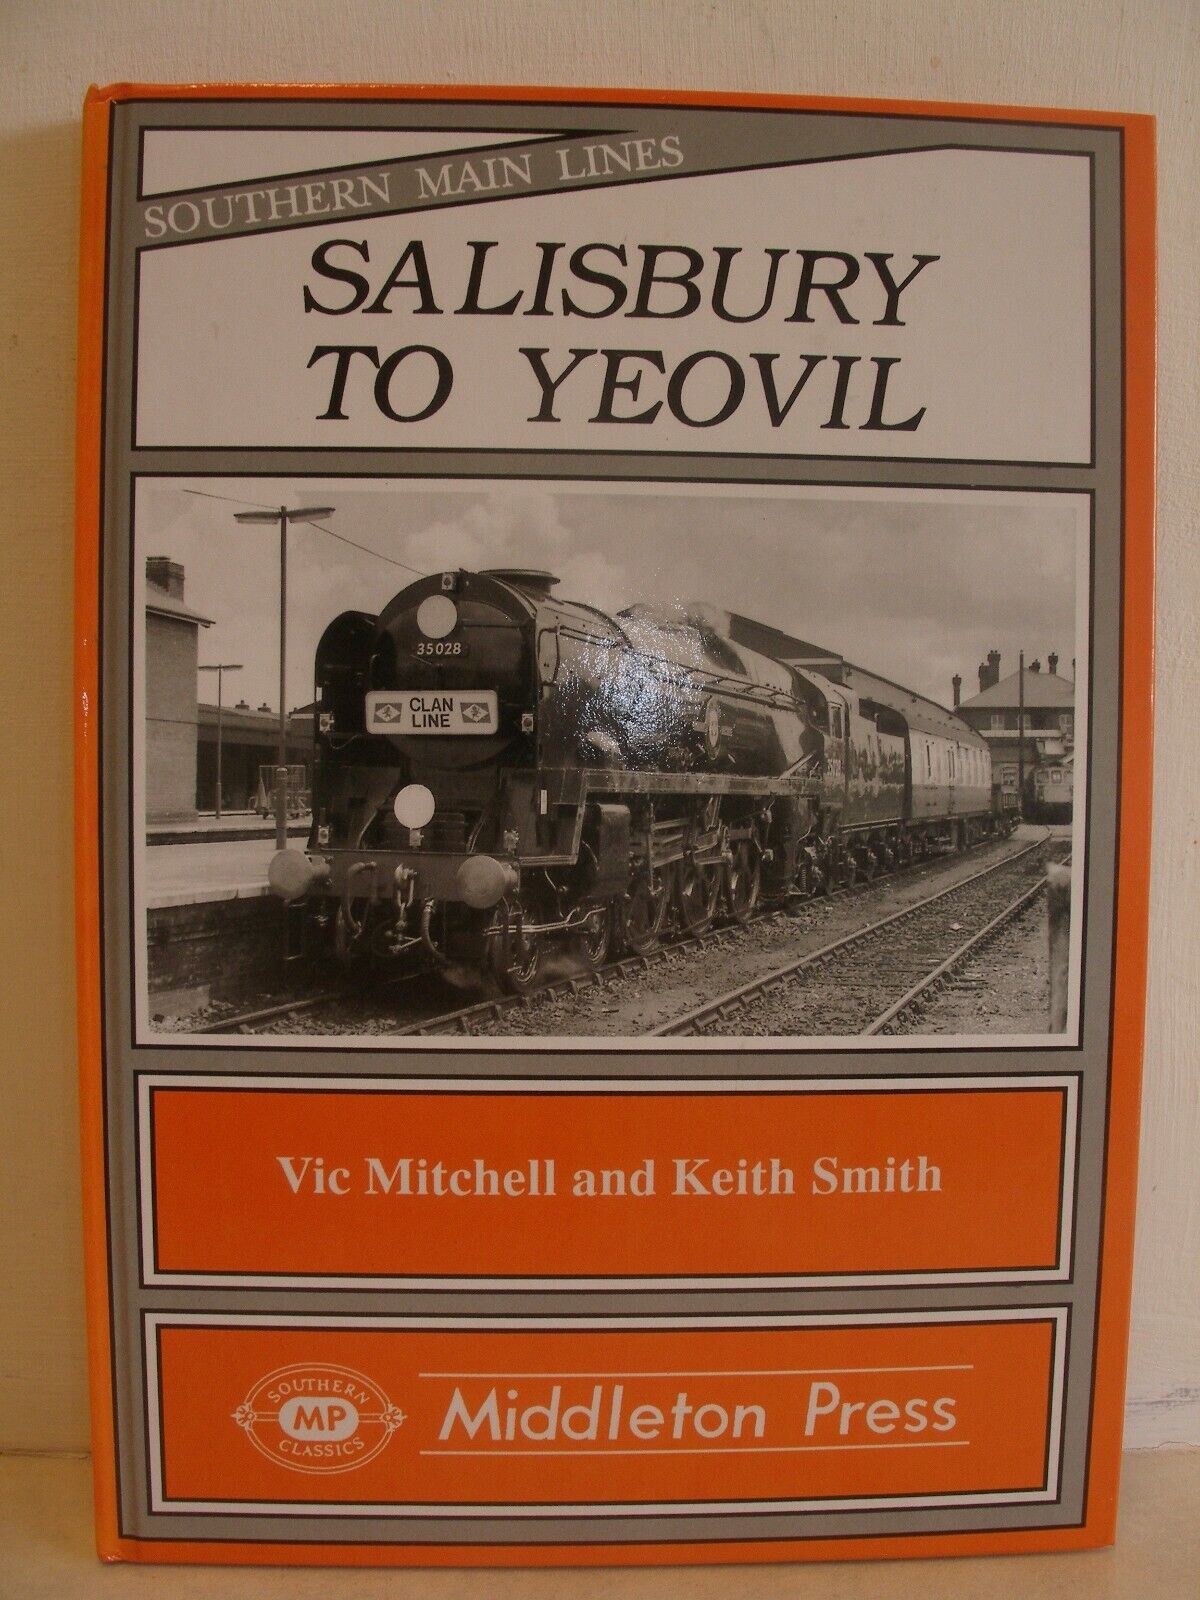 SOUTHERN MAIN LINES
SALISBURY
TO YEOVIL
35028
CLAN
LINE
Vic Mitchell and Keith Smith
SOUTHERN
MP
CLASSICS
Middleton Press